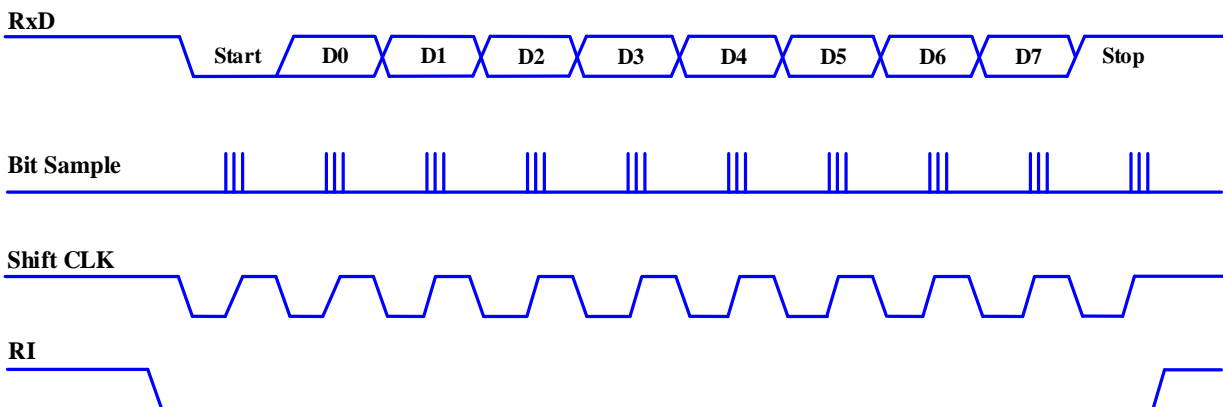 RxD
Start D0 D1 D2 D3 D4 D5 D6 D7 Stop
Bit Sample
Shift CLK
RI